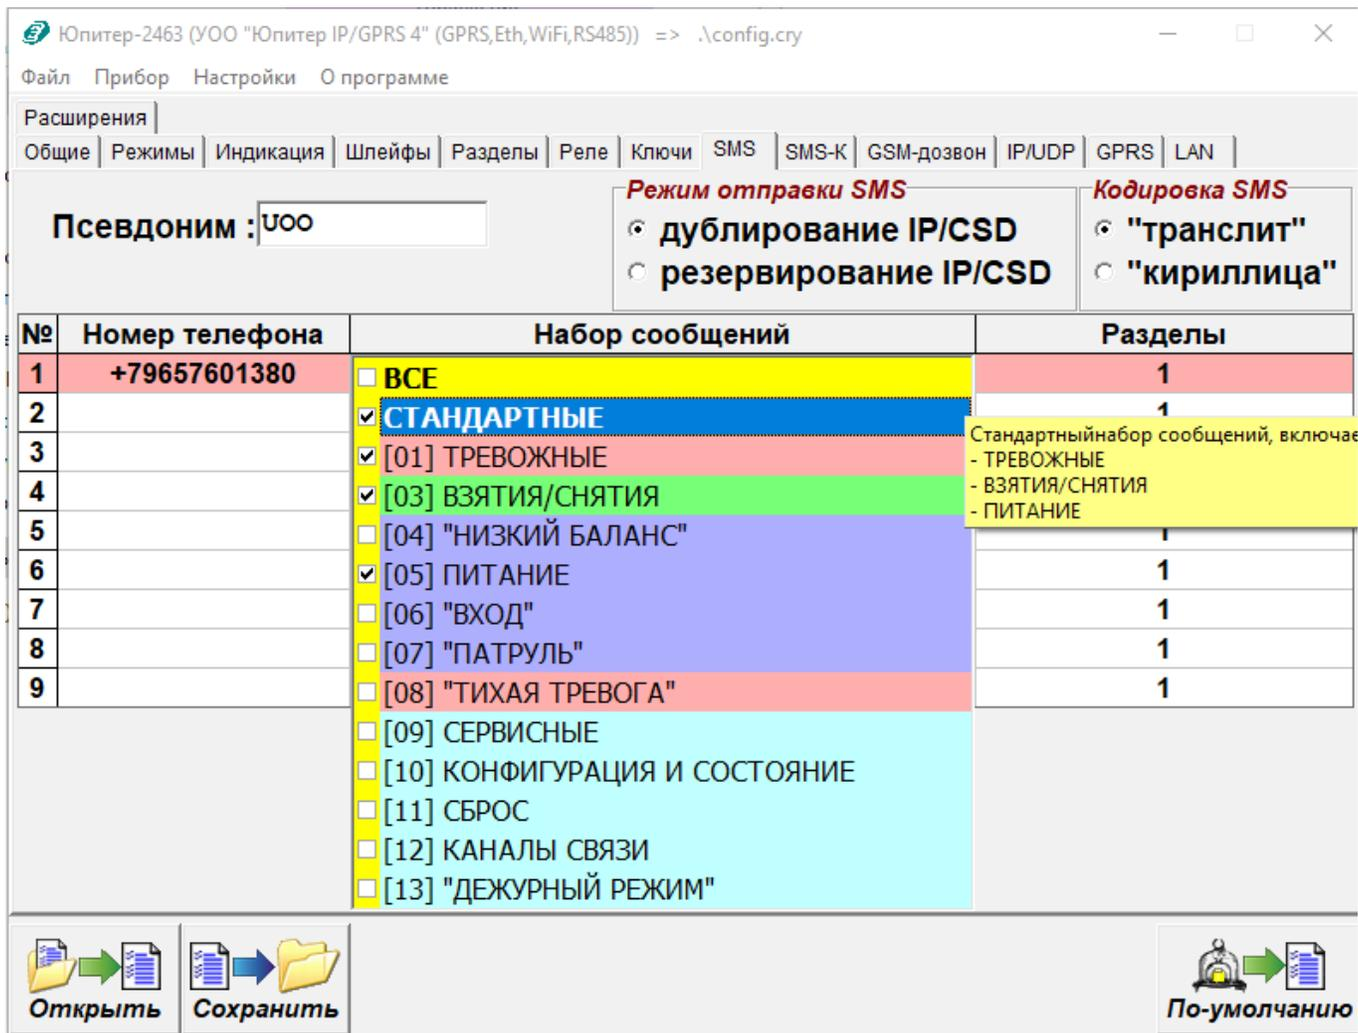 Юпитер-2463 (УОО "Юпитер IP/GPRS 4" (GPRS,Eth,WiFi,RS485)) => .\config.cry
Файл Прибор Настройки О программе
Расширения
Общие Режимы Индикация Шлейфы Разделы Реле Ключи SMS SMS-K GSM-дозвон IP/UDP GPRS LAN
Режим отправки SMS Кодировка SMS
Псевдоним : UOO
дублирование IP/CSD "транслит"
резервирование IP/CSD "кириллица"
№ Номер телефона Набор сообщений Разделы
1 +79657601380 ВСЕ 1
2 СТАНДАРТНЫЕ 1
Стандартныйнабор сообщений, включае
3 [01] ТРЕВОЖНЫЕ - ТРЕВОЖНЫЕ
4 [03] ВЗЯТИЯ/СНЯТИЯ - ВЗЯТИЯ/СНЯТИЯ
- ПИТАНИЕ
5 [04] "НИЗКИЙ БАЛАНС" 1
6 [05] ПИТАНИЕ 1
7 [06] "ВХОД" 1
8 [07] "ПАТРУЛЬ" 1
9 [08] "ТИХАЯ ТРЕВОГА" 1
[09] СЕРВИСНЫЕ
[10] КОНФИГУРАЦИЯ И СОСТОЯНИЕ
[11] СБРОС
[12] КАНАЛЫ СВЯЗИ
[13] "ДЕЖУРНЫЙ РЕЖИМ"
Открыть Сохранить По-умолчанию